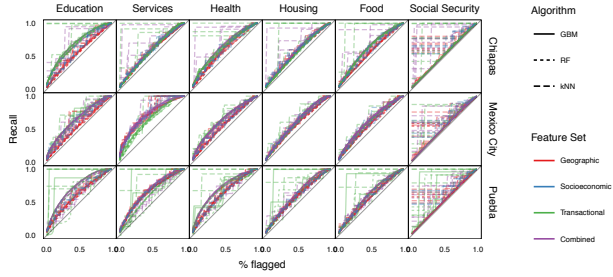 Education Services Health Housing Food Social Security
Algorithm
GBM
RF
kNN
Feature Set
Geographic
Socioeconomic
Transactional
Combined
Recall
1.0
0.5
0.0
Chiapas
1.0
0.5
0.0
Mexico City
1.0
0.5
0.0
Puebla
0.0 0.5 1.0 0.0 0.5 1.0 0.0 0.5 1.0 0.0 0.5 1.0 0.0 0.5 1.0 0.0 0.5 1.0
% flagged